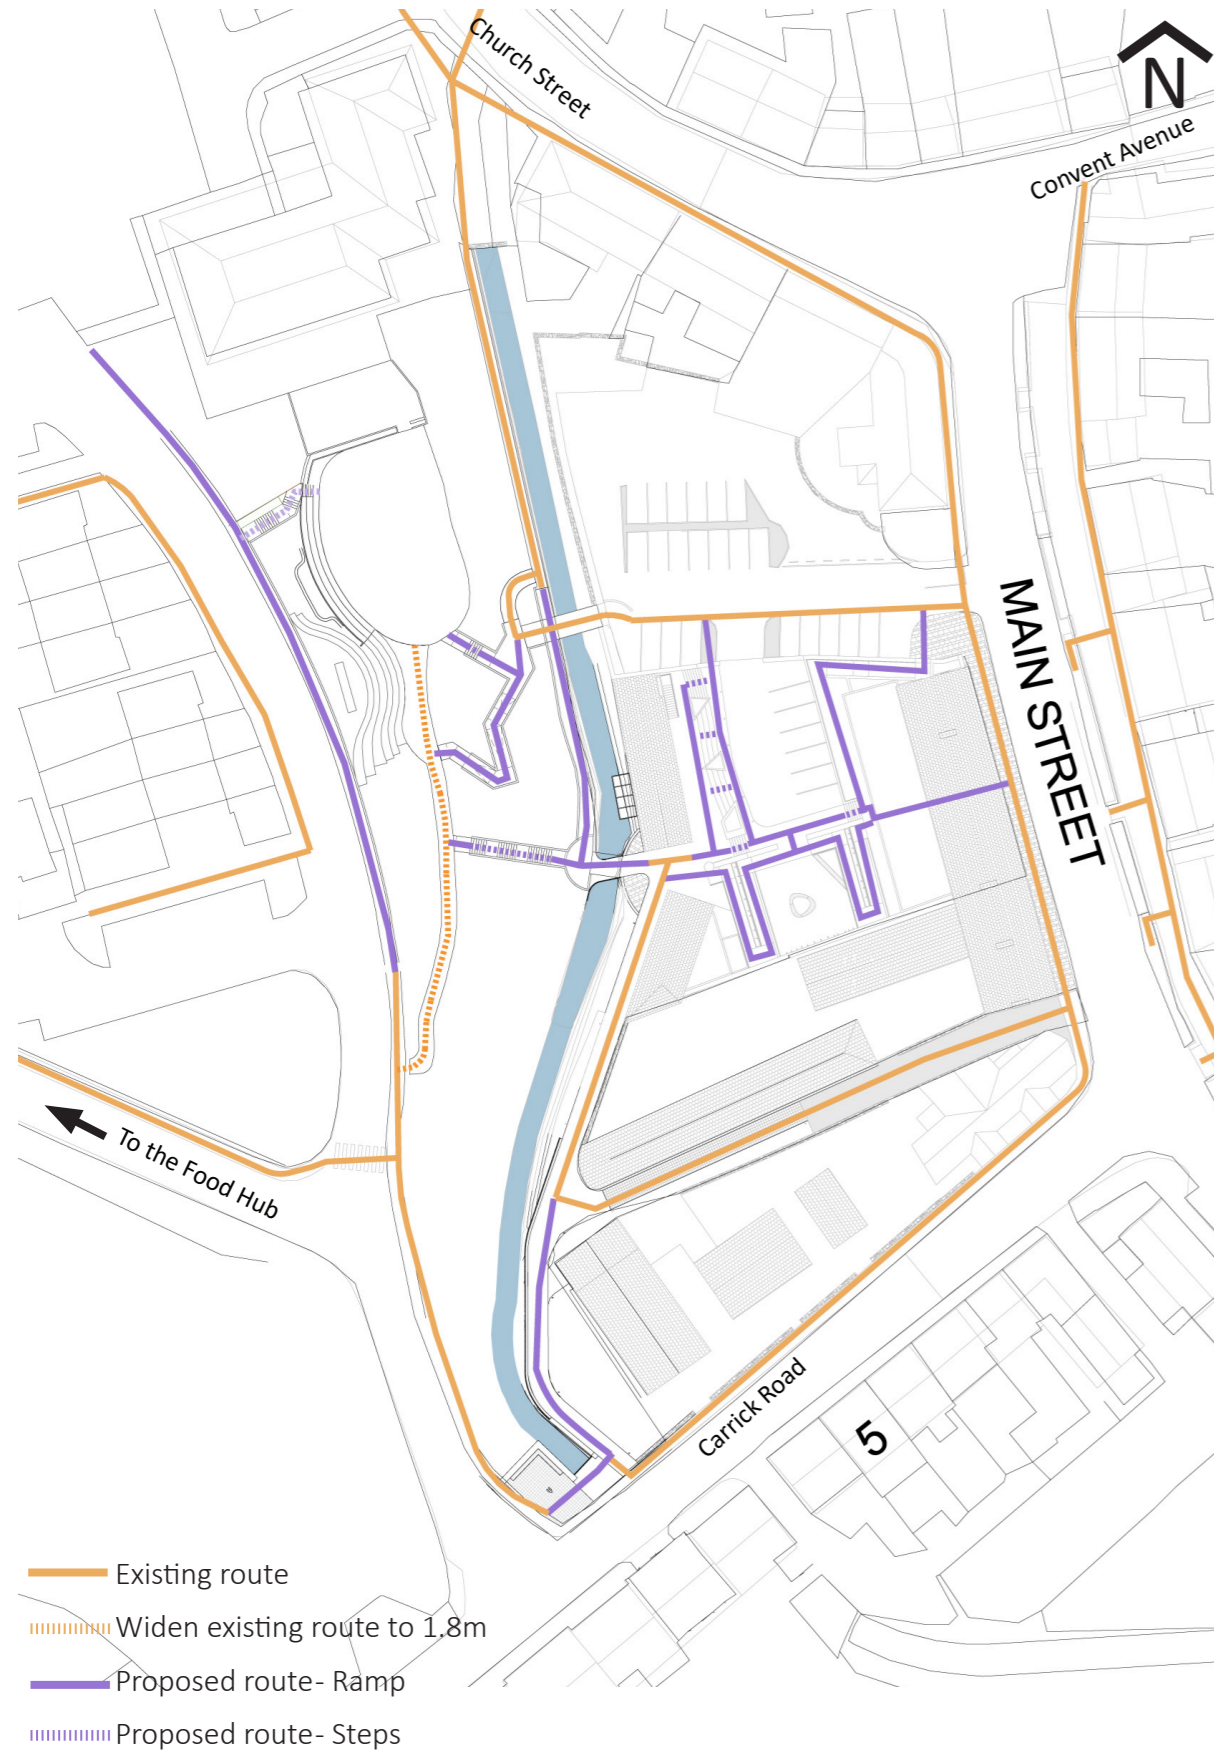 Church Street
N
Convent Avenue
MAIN STREET
To the Food Hub
Carrick Road
5
Existing route
Widen existing route to 1.8m
Proposed route- Ramp
Proposed route- Steps